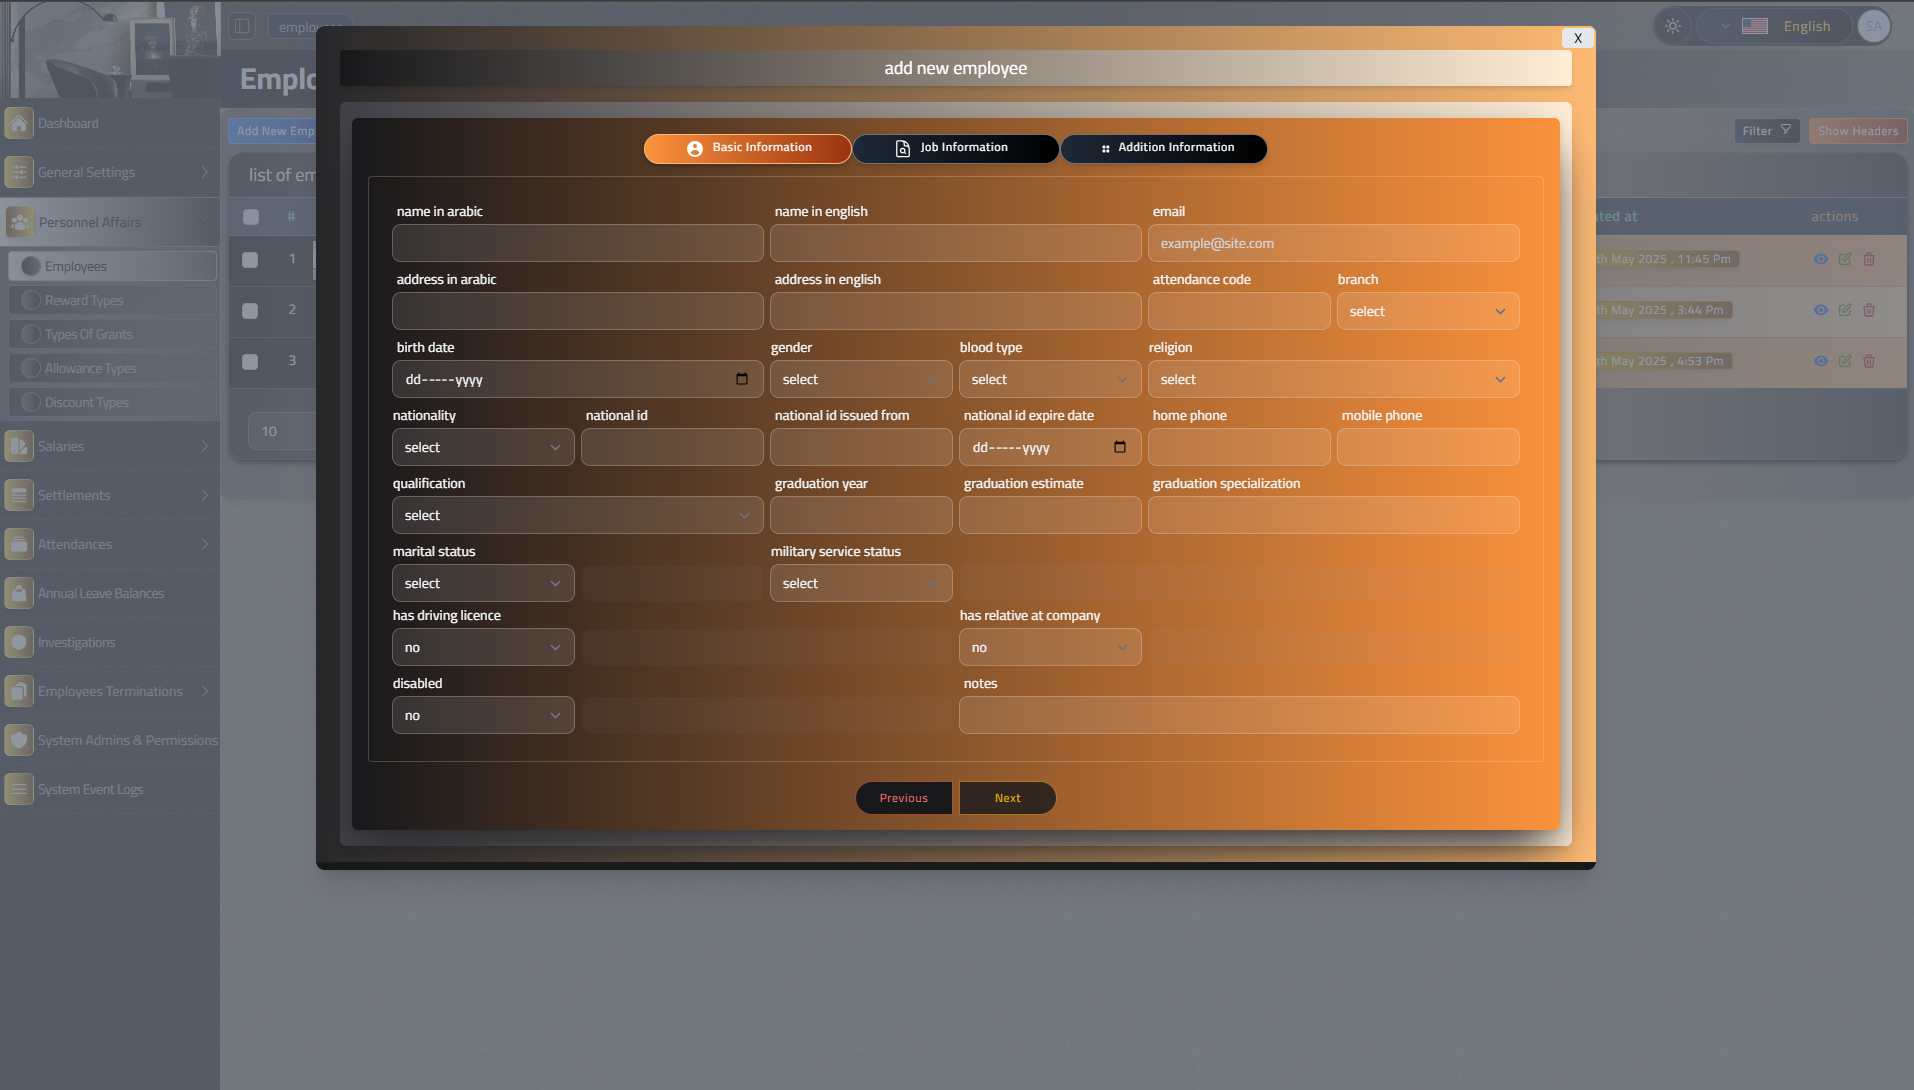 employees
English
SA
X
add new employee
Dashboard
General Settings
Personnel Affairs
Employees
Reward Types
Types Of Grants
Allowance Types
Discount Types
Salaries
Settlements
Attendances
Annual Leave Balances
Investigations
Employees Terminations
System Admins & Permissions
System Event Logs
Emplo
Add New Emp
Filter
Show Headers
list of em
#
1
2
3
10
Basic Information
Job Information
Addition Information
name in arabic
name in english
email
example@site.com
address in arabic
address in english
attendance code
branch
select
birth date
gender
blood type
religion
dd-----yyyy
select
select
select
nationality
national id
national id issued from
national id expire date
home phone
mobile phone
select
dd-----yyyy
qualification
graduation year
graduation estimate
graduation specialization
select
marital status
military service status
select
select
has driving licence
has relative at company
no
no
disabled
notes
no
Previous
Next
ted at
actions
th May 2025 , 11:45 Pm
th May 2025 , 3:44 Pm
th May 2025 , 4:53 Pm